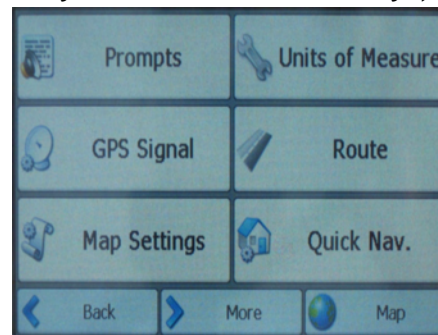 Prompts
Units of Measure
GPS Signal
Route
Map Settings
Quick Nav.
Back
More
Map